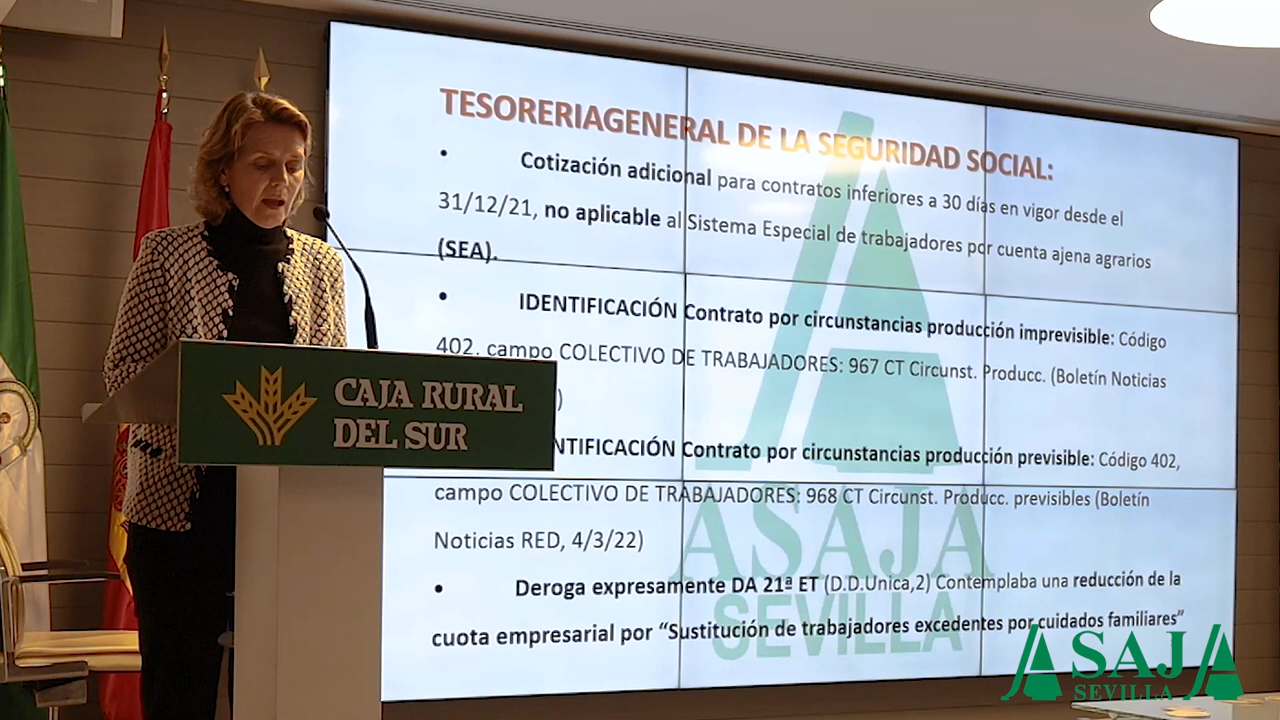 TESORERIAGENERAL DE LA SEGURIDAD SOCIAL:
• Cotización adicional para contratos inferiores a 30 días en vigor desde el
31/12/21, no aplicable al Sistema Especial de trabajadores por cuenta ajena agrarios
(SEA).
• IDENTIFICACIÓN Contrato por circunstancias producción imprevisible: Código
402, campo COLECTIVO DE TRABAJADORES: 967 CT Circunst. Producc. (Boletín Noticias
)
NTIFICACIÓN Contrato por circunstancias producción previsible: Código 402,
campo COLECTIVO DE TRABAJADORES: 968 CT Circunst. Producc. previsibles (Boletín
Noticias RED, 4/3/22)
• Deroga expresamente DA 21ª ET (D.D.Unica,2) Contemplaba una reducción de la
cuota empresarial por “Sustitución de trabajadores excedentes por cuidados familiares”
ASAJA
SEVILLA
CAJA RURAL
DEL SUR
ASAJA
SEVILLA